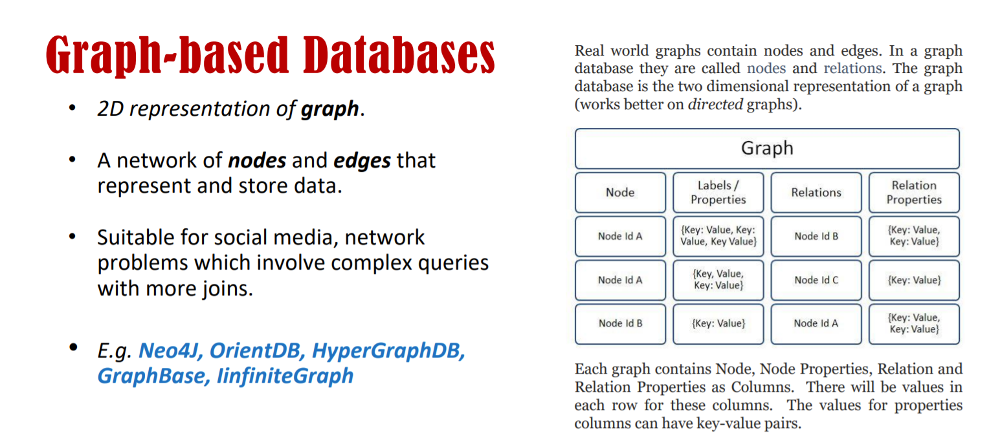 Graph-based Databases
• 2D representation of graph.
• A network of nodes and edges that
represent and store data.
• Suitable for social media, network
problems which involve complex queries
with more joins.
• E.g. Neo4J, OrientDB, HyperGraphDB,
GraphBase, IinfiniteGraph
Real world graphs contain nodes and edges. In a graph
database they are called nodes and relations. The graph
database is the two dimensional representation of a graph
(works better on directed graphs).
Graph
Node
Labels /
Properties
Relations
Relation
Properties
Node Id A
{Key: Value, Key:
Value, Key Value}
Node Id B
{Key: Value,
Key: Value}
Node Id A
{Key, Value,
Key: Value}
Node Id C
{Key: Value}
Node Id B
{Key: Value}
Node Id A
{Key: Value,
Key: Value}
Each graph contains Node, Node Properties, Relation and
Relation Properties as Columns. There will be values in
each row for these columns. The values for properties
columns can have key-value pairs.